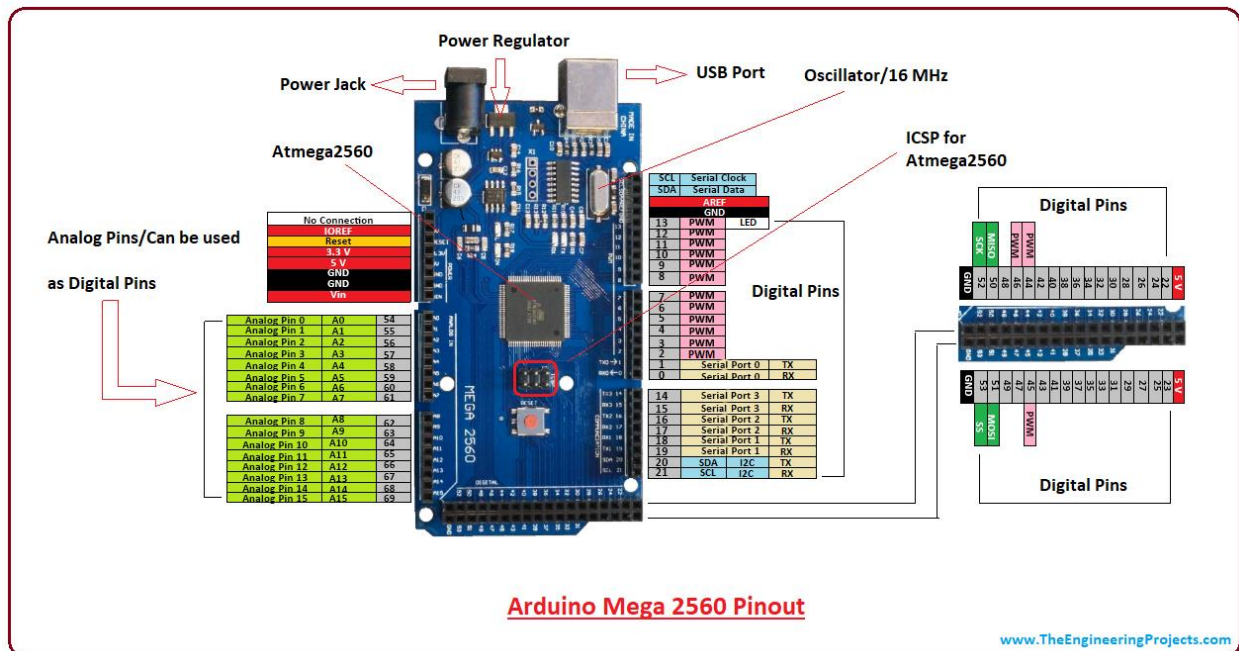 Power Regulator
Power Jack
USB Port
Oscillator/16 MHz
Atmega2560
ICSP for
Atmega2560
Analog Pins/Can be used
as Digital Pins
No Connection
IOREF
Reset
3.3 V
5 V
GND
GND
Vin
Analog Pin 0 A0 54
Analog Pin 1 A1 55
Analog Pin 2 A2 56
Analog Pin 3 A3 57
Analog Pin 4 A4 58
Analog Pin 5 A5 59
Analog Pin 6 A6 60
Analog Pin 7 A7 61
Analog Pin 8 A8 62
Analog Pin 9 A9 63
Analog Pin 10 A10 64
Analog Pin 11 A11 65
Analog Pin 12 A12 66
Analog Pin 13 A13 67
Analog Pin 14 A14 68
Analog Pin 15 A15 69
MADE IN
CHINA
RESET
MEGA 2560
POWER
ANALOG IN
COMMUNICATION
DIGITAL
SCL Serial Clock
SDA Serial Data
AREF
GND
13 PWM LED
12 PWM
11 PWM
10 PWM
9 PWM
8 PWM
7 PWM
6 PWM
5 PWM
4 PWM
3 PWM
2 PWM
1 Serial Port 0 TX
0 Serial Port 0 RX
14 Serial Port 3 TX
15 Serial Port 3 RX
16 Serial Port 2 TX
17 Serial Port 2 RX
18 Serial Port 1 TX
19 Serial Port 1 RX
20 SDA I2C TX
21 SCL I2C RX
Digital Pins
Digital Pins
SCK MISO PWM PWM
GND 52 50 48 46 44 42 40 38 36 34 32 30 28 26 24 22 5 V
GND 53 51 49 47 45 43 41 39 37 35 33 31 29 27 25 23 5 V
SS MOSI PWM
Digital Pins
Arduino Mega 2560 Pinout
www.TheEngineeringProjects.com